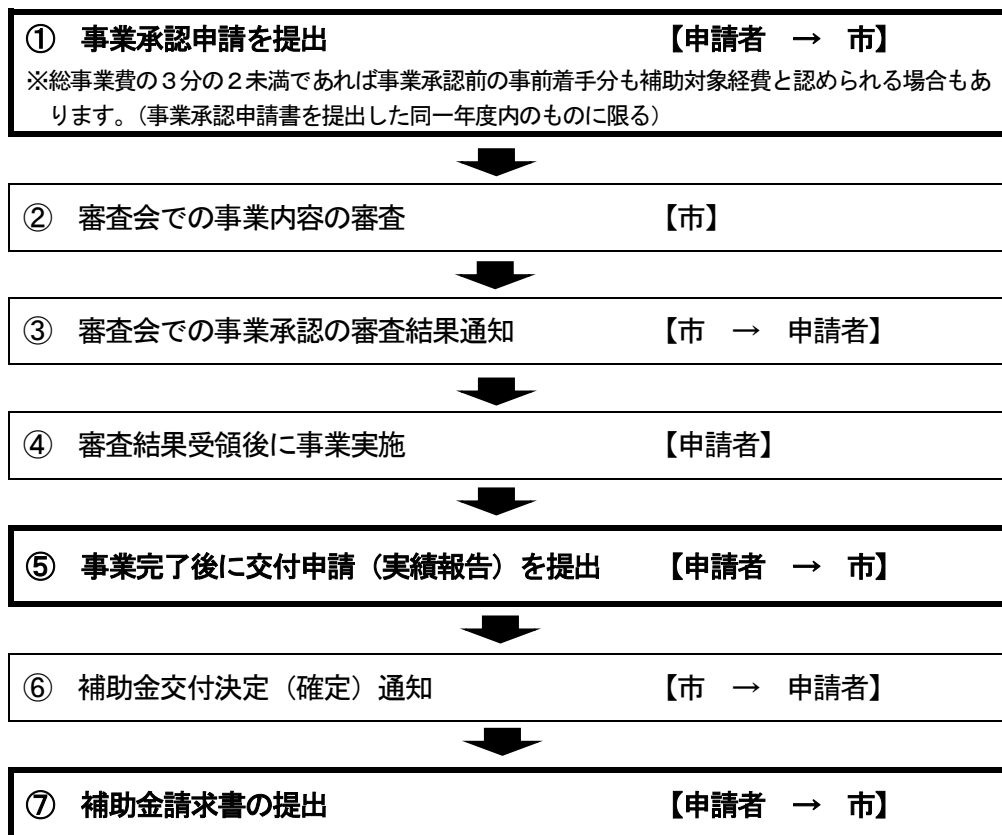 ① 事業承認申請を提出 【申請者 → 市】
※総事業費の３分の２未満であれば事業承認前の事前着手分も補助対象経費と認められる場合もあ
ります。（事業承認申請書を提出した同一年度内のものに限る）
② 審査会での事業内容の審査 【市】
③ 審査会での事業承認の審査結果通知 【市 → 申請者】
④ 審査結果受領後に事業実施 【申請者】
⑤ 事業完了後に交付申請（実績報告）を提出 【申請者 → 市】
⑥ 補助金交付決定（確定）通知 【市 → 申請者】
⑦ 補助金請求書の提出 【申請者 → 市】